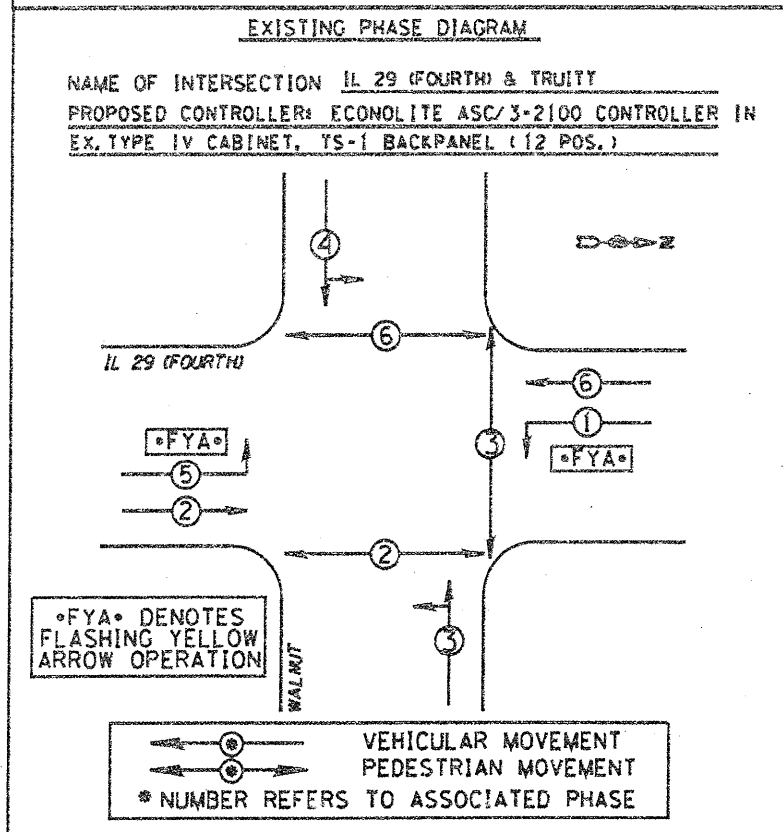 EXISTING PHASE DIAGRAM
NAME OF INTERSECTION IL 29 (FOURTH) & TRUITY
PROPOSED CONTROLLER: ECONOLITE ASC/3-2100 CONTROLLER IN
EX. TYPE IV CABINET, TS-1 BACKPANEL (12 POS.)
4
N
6
IL 29 (FOURTH)
6
•FYA•
1
3
•FYA•
5
2
2
•FYA• DENOTES
FLASHING YELLOW
ARROW OPERATION
3
WALNUT
VEHICULAR MOVEMENT
PEDESTRIAN MOVEMENT
* NUMBER REFERS TO ASSOCIATED PHASE